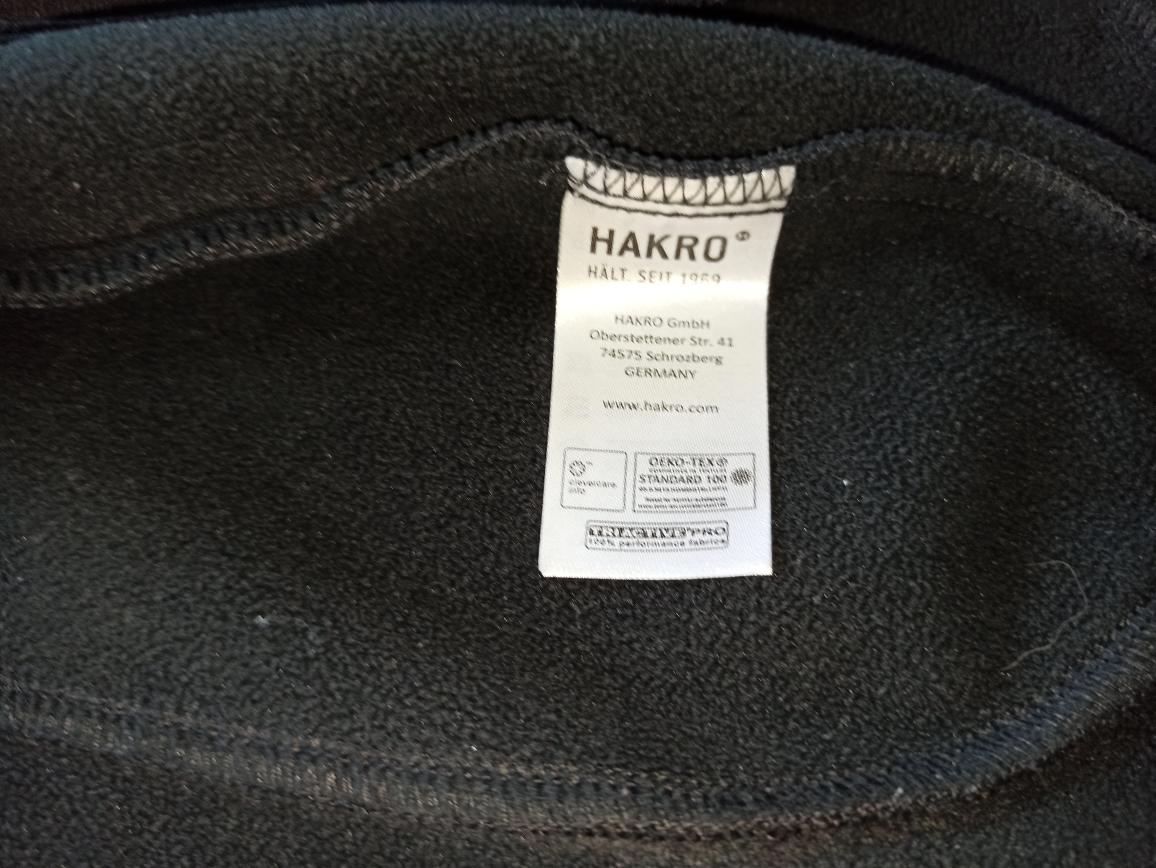 HAKRO®
HÄLT. SEIT 1969
HAKRO GmbH
Oberstettener Str. 41
74575 Schrozberg
GERMANY
www.hakro.com
clevercare.
info
OEKO-TEX®
STANDARD 100
TRIACTIVE®PRO
100% performance fabrics